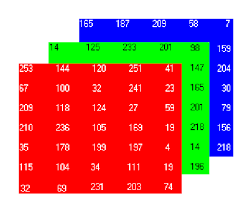 165 187 209 58 7
14 125 233 201 98 159
253 144 120 251 41 147 204
67 100 32 241 23 165 30
209 118 124 27 59 201 79
210 236 105 169 19 218 156
35 178 199 197 4 14 218
115 104 34 111 19 196
32 69 231 203 74